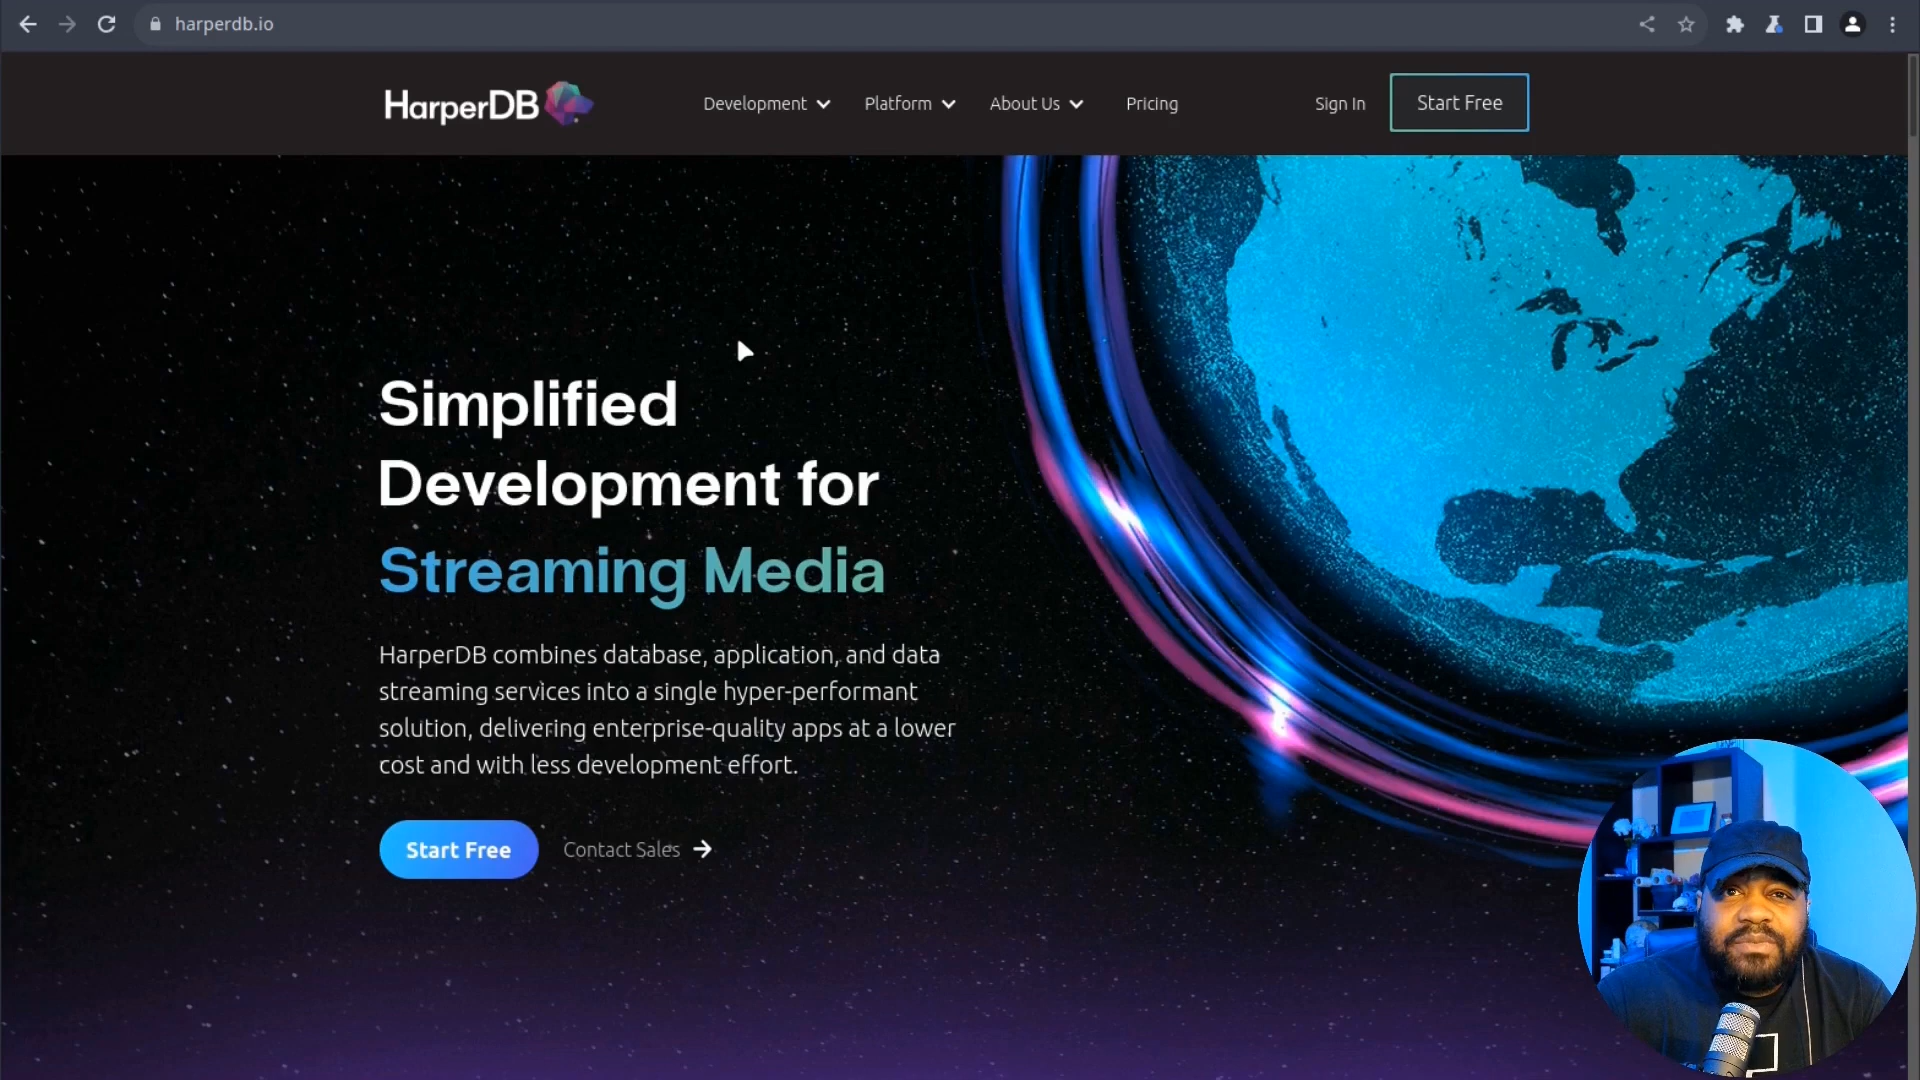 harperdb.io
HarperDB
Development
Platform
About Us
Pricing
Sign In
Start Free
Simplified
Development for
Streaming Media
HarperDB combines database, application, and data
streaming services into a single hyper-performant
solution, delivering enterprise-quality apps at a lower
cost and with less development effort.
Start Free
Contact Sales